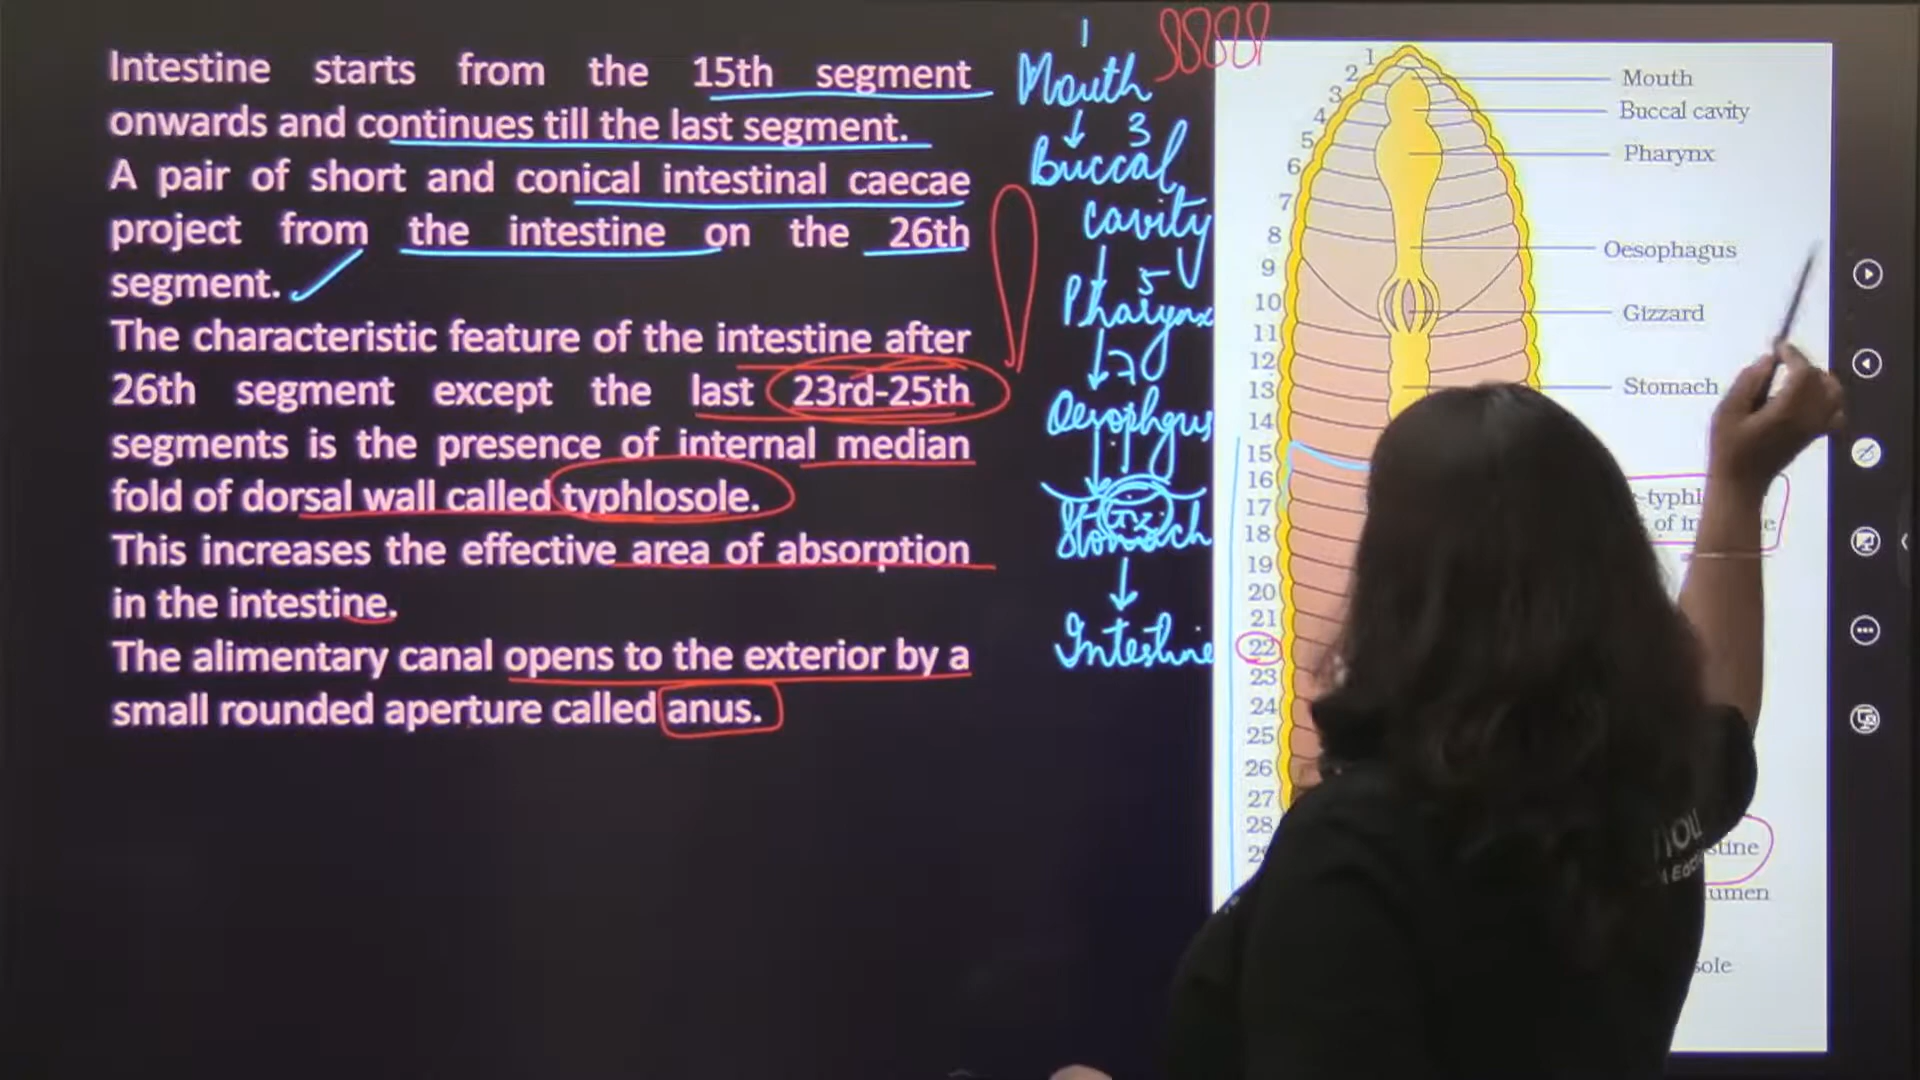 Intestine starts from the 15th segment
onwards and continues till the last segment.
A pair of short and conical intestinal caecae
project from the intestine on the 26th
segment.
The characteristic feature of the intestine after
26th segment except the last 23rd-25th
segments is the presence of internal median
fold of dorsal wall called typhlosole.
This increases the effective area of absorption
in the intestine.
The alimentary canal opens to the exterior by a
small rounded aperture called anus.
1
Mouth
3
Buccal
cavity
5
Pharynx
7
Oesophgus
Stomach
Intestine
1
2
3
4
5
6
7
8
9
10
11
12
13
14
15
16
17
18
19
20
21
22
23
24
25
26
27
28
Mouth
Buccal cavity
Pharynx
Oesophagus
Gizzard
Stomach